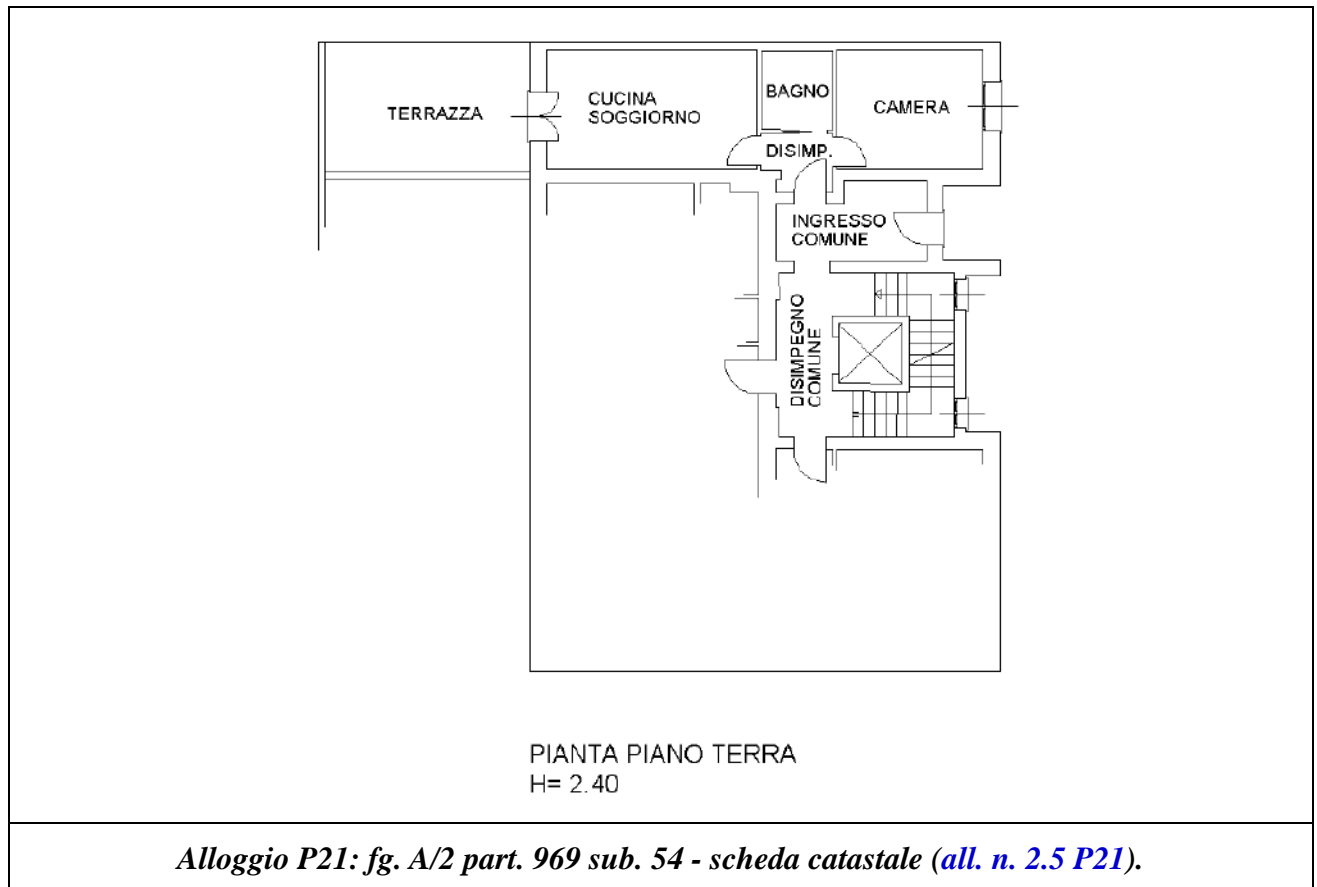 TERRAZZA
CUCINA
SOGGIORNO
BAGNO
CAMERA
DISIMP.
INGRESSO
COMUNE
DISIMPEGNO
COMUNE
PIANTA PIANO TERRA
H= 2.40
Alloggio P21: fg. A/2 part. 969 sub. 54 - scheda catastale (all. n. 2.5 P21).